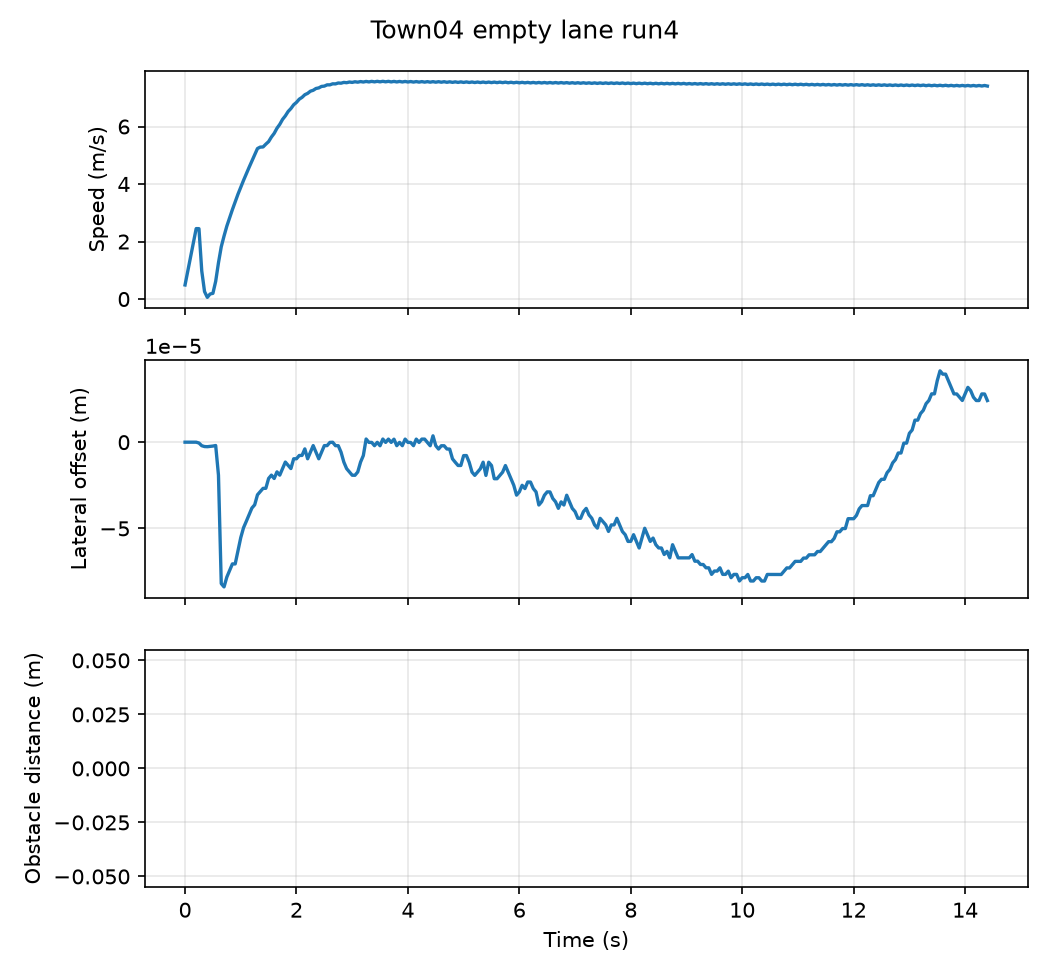 Town04 empty lane run4
Speed (m/s)
6
4
2
0
1e−5
Lateral offset (m)
0
−5
Obstacle distance (m)
0.050
0.025
0.000
−0.025
−0.050
0 2 4 6 8 10 12 14
Time (s)